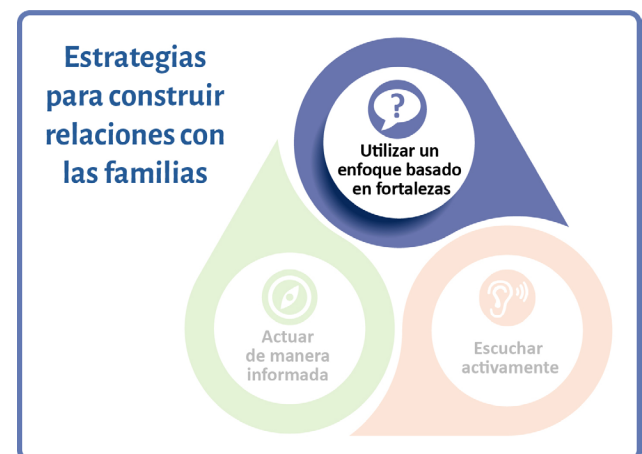 Estrategias
para construir
relaciones con
las familias
?
Utilizar un
enfoque basado
en fortalezas
Actuar
de manera
informada
Escuchar
activamente